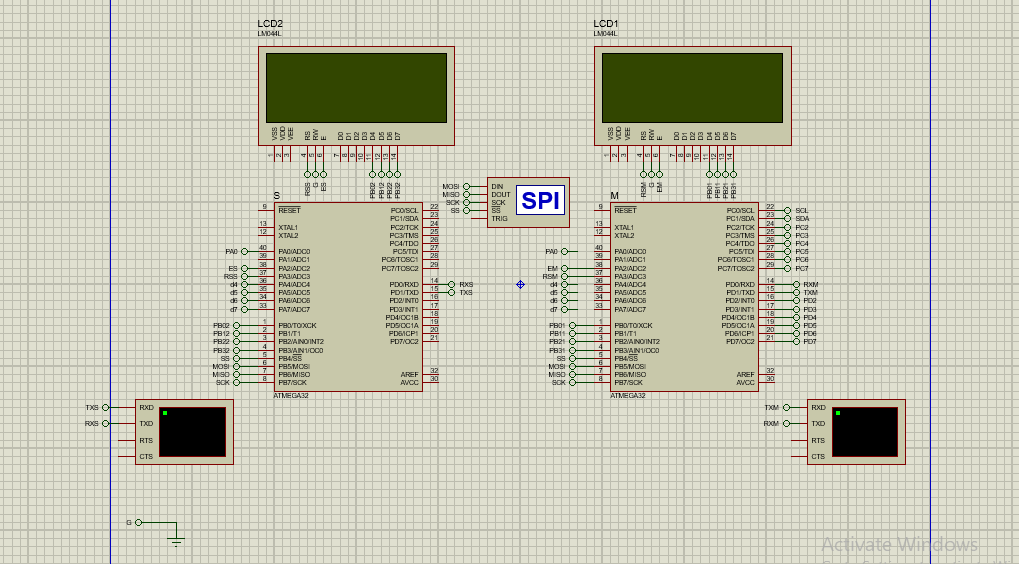 LCD2
LM044L
VSS
VDD
VEE
RS
RW
E
D0
D1
D2
D3
D4
D5
D6
D7
1
2
3
4
5
6
7
8
9
10
11
12
13
14
RSS
G
ES
PB02
PB12
PB22
PB32
LCD1
LM044L
VSS
VDD
VEE
RS
RW
E
D0
D1
D2
D3
D4
D5
D6
D7
1
2
3
4
5
6
7
8
9
10
11
12
13
14
RSM
G
EM
PB01
PB11
PB21
PB31
MOSI DIN
MISO DOUT
SCK SCK
SS SS
TRIG
SPI
S
9 RESET
13 XTAL1
12 XTAL2
PA0 40 PA0/ADC0
39 PA1/ADC1
ES 38 PA2/ADC2
RSS 37 PA3/ADC3
d4 36 PA4/ADC4
d5 35 PA5/ADC5
d6 34 PA6/ADC6
d7 33 PA7/ADC7
PB02 1 PB0/T0/XCK
PB12 2 PB1/T1
PB22 3 PB2/AIN0/INT2
PB32 4 PB3/AIN1/OC0
SS 5 PB4/SS
MOSI 6 PB5/MOSI
MISO 7 PB6/MISO
SCK 8 PB7/SCK
PC0/SCL 22
PC1/SDA 23
PC2/TCK 24
PC3/TMS 25
PC4/TDO 26
PC5/TDI 27
PC6/TOSC1 28
PC7/TOSC2 29
PD0/RXD 14 RXS
PD1/TXD 15 TXS
PD2/INT0 16
PD3/INT1 17
PD4/OC1B 18
PD5/OC1A 19
PD6/ICP1 20
PD7/OC2 21
AREF 32
AVCC 30
ATMEGA32
M
9 RESET
13 XTAL1
12 XTAL2
PA0 40 PA0/ADC0
39 PA1/ADC1
EM 38 PA2/ADC2
RSM 37 PA3/ADC3
d4 36 PA4/ADC4
d5 35 PA5/ADC5
d6 34 PA6/ADC6
d7 33 PA7/ADC7
PB01 1 PB0/T0/XCK
PB11 2 PB1/T1
PB21 3 PB2/AIN0/INT2
PB31 4 PB3/AIN1/OC0
SS 5 PB4/SS
MOSI 6 PB5/MOSI
MISO 7 PB6/MISO
SCK 8 PB7/SCK
PC0/SCL 22 SCL
PC1/SDA 23 SDA
PC2/TCK 24 PC2
PC3/TMS 25 PC3
PC4/TDO 26 PC4
PC5/TDI 27 PC5
PC6/TOSC1 28 PC6
PC7/TOSC2 29 PC7
PD0/RXD 14 RXM
PD1/TXD 15 TXM
PD2/INT0 16 PD2
PD3/INT1 17 PD3
PD4/OC1B 18 PD4
PD5/OC1A 19 PD5
PD6/ICP1 20 PD6
PD7/OC2 21 PD7
AREF 32
AVCC 30
ATMEGA32
TXS RXD
RXS TXD
RTS
CTS
TXM RXD
RXM TXD
RTS
CTS
G
Activate Windows